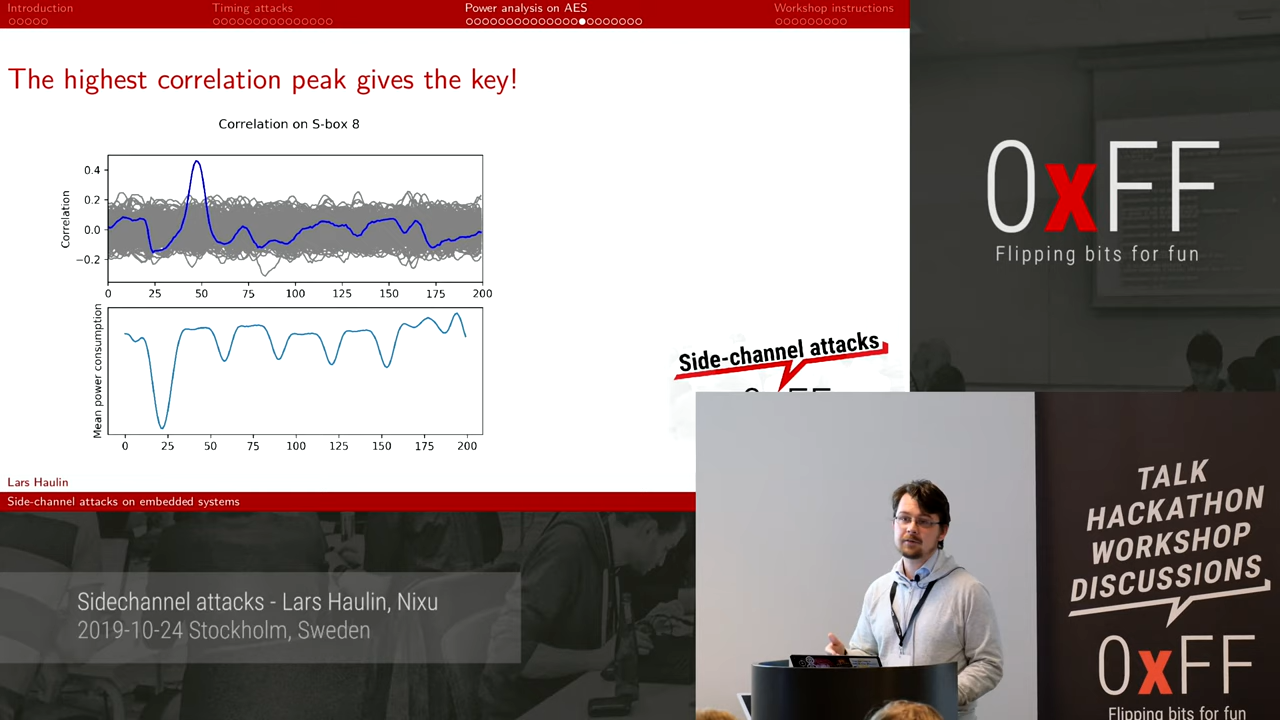 Introduction
Timing attacks
Power analysis on AES
Workshop instructions
The highest correlation peak gives the key!
Correlation on S-box 8
Correlation
0.4
0.2
0.0
−0.2
0 25 50 75 100 125 150 175 200
Mean power consumption
0 25 50 75 100 125 150 175 200
Side-channel attacks
Lars Haulin
Side-channel attacks on embedded systems
0xFF
Flipping bits for fun
Sidechannel attacks - Lars Haulin, Nixu
2019-10-24 Stockholm, Sweden
TALK
HACKATHON
WORKSHOP
DISCUSSIONS
0xFF
Flipping bits for fun